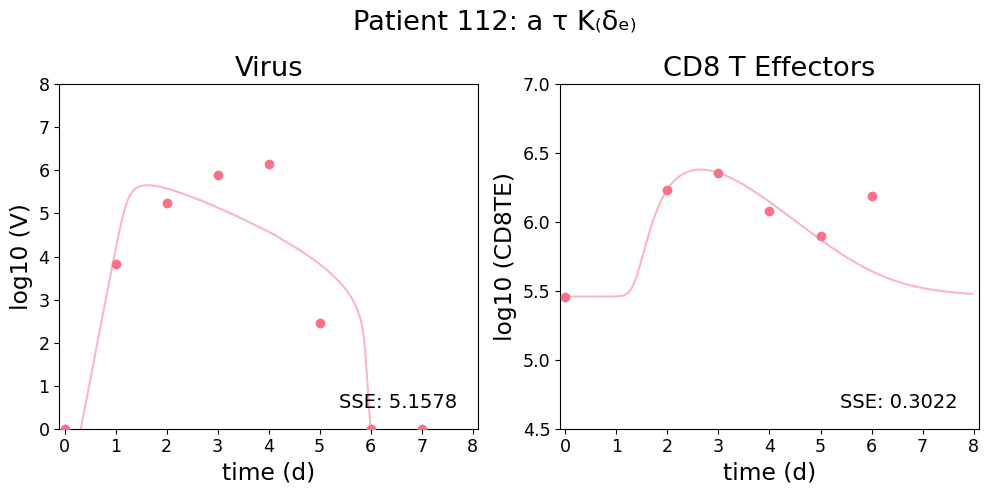 Patient 112: a τ K₍δₑ₎
Virus
CD8 T Effectors
log10 (V)
8
7
6
5
4
3
2
1
0
0 1 2 3 4 5 6 7 8
time (d)
SSE: 5.1578
log10 (CD8TE)
7.0
6.5
6.0
5.5
5.0
4.5
0 1 2 3 4 5 6 7 8
time (d)
SSE: 0.3022